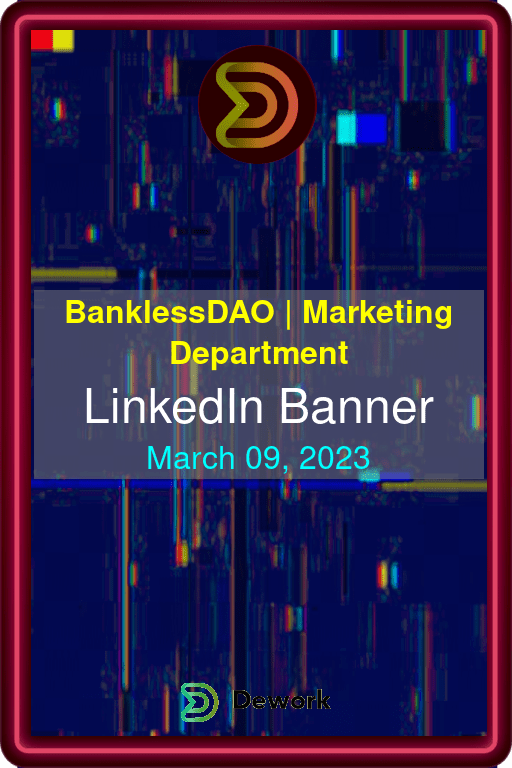 BanklessDAO | Marketing
Department
LinkedIn Banner
March 09, 2023
Dework